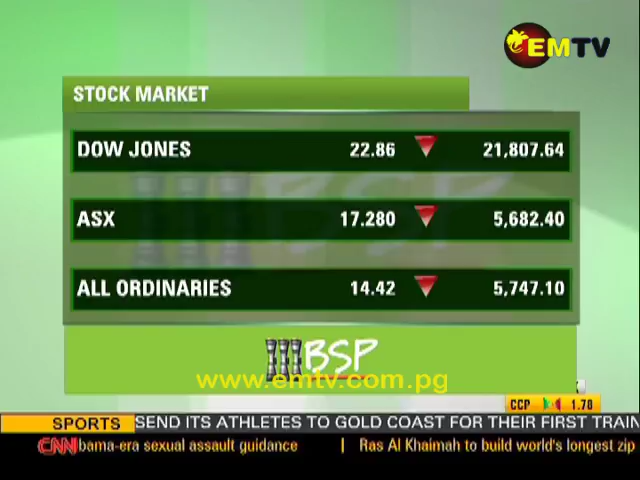 EMTV
STOCK MARKET
DOW JONES 22.86 21,807.64
ASX 17.280 5,682.40
ALL ORDINARIES 14.42 5,747.10
BSP
www.emtv.com.pg
CCP 1.78
SPORTS SEND ITS ATHLETES TO GOLD COAST FOR THEIR FIRST TRAIN
CNN bama-era sexual assault guidance | Ras Al Khaimah to build world's longest zip